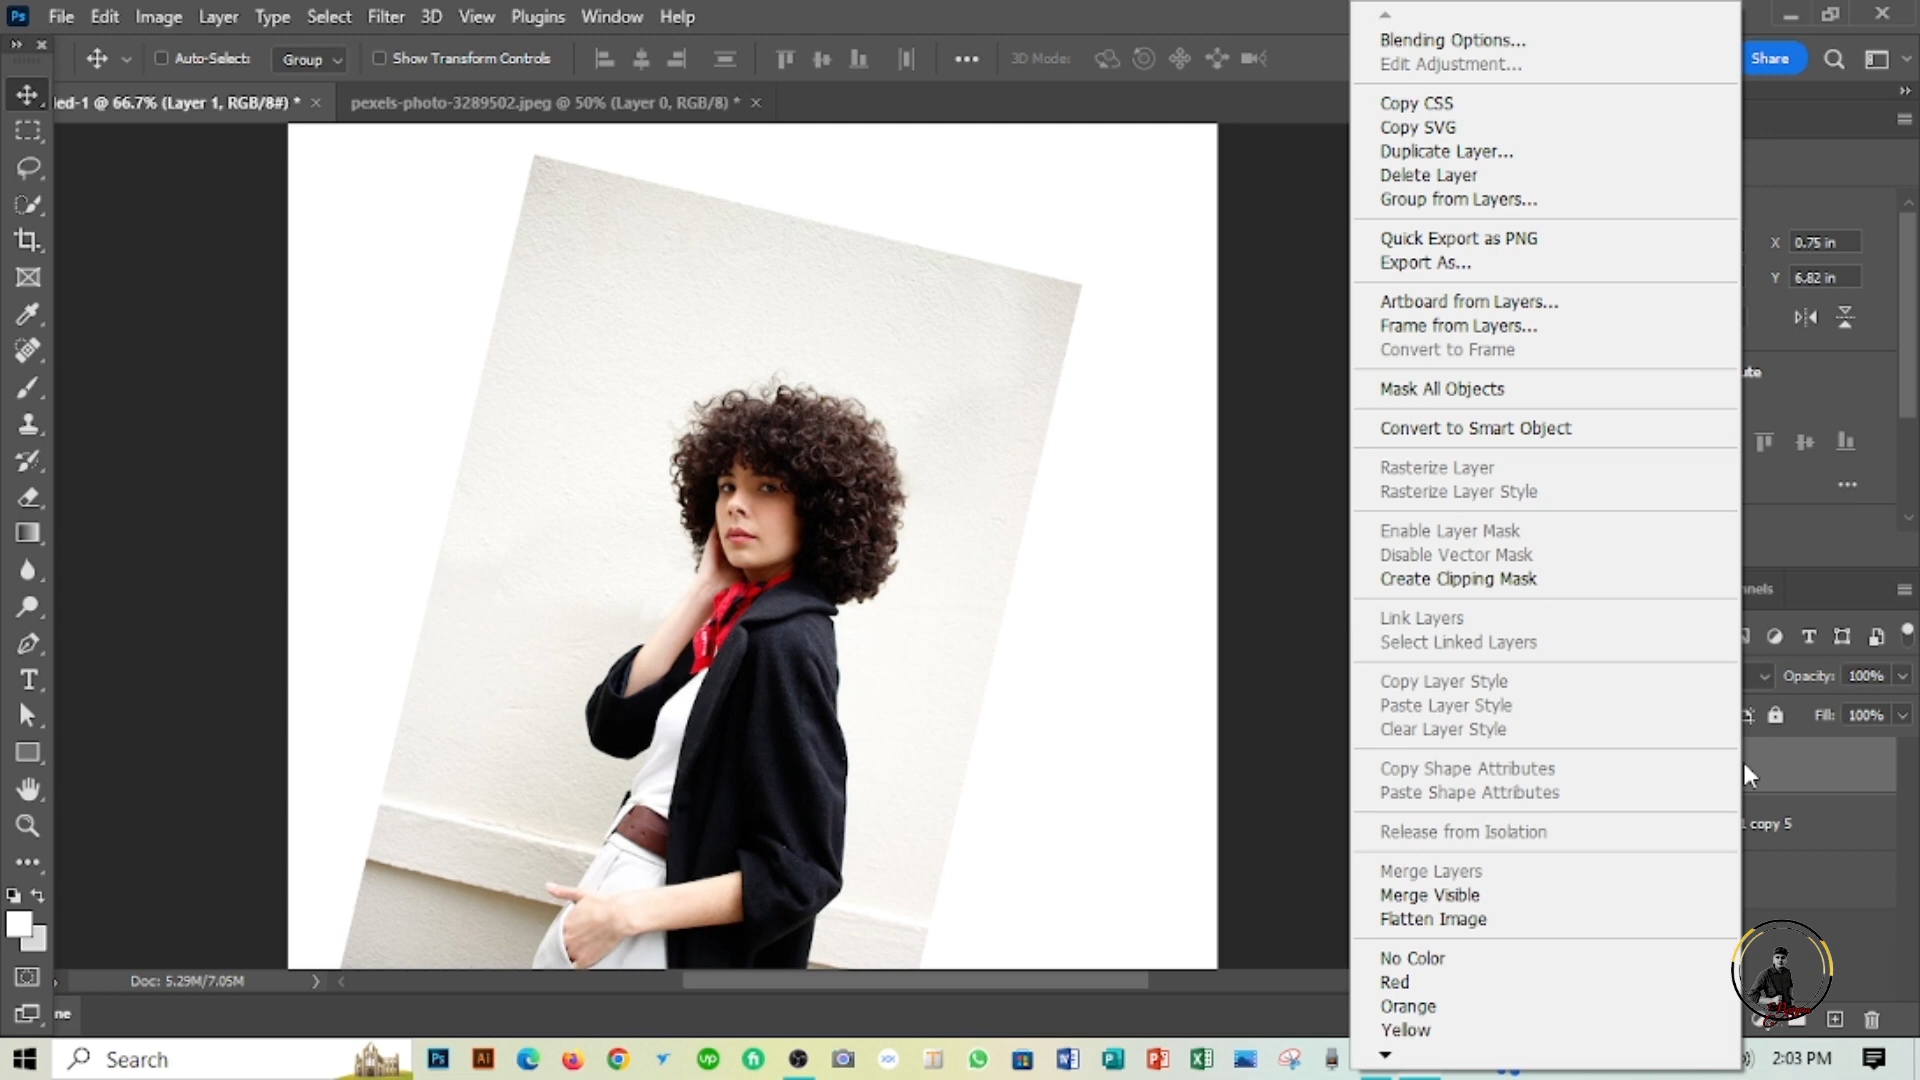 Ps File Edit Image Layer Type Select Filter 3D View Plugins Window Help
Auto-Select: Group Show Transform Controls 3D Mode: Share
led-1 @ 66.7% (Layer 1, RGB/8#) * × pexels-photo-3289502.jpeg @ 50% (Layer 0, RGB/8) * ×
Blending Options...
Edit Adjustment...
Copy CSS
Copy SVG
Duplicate Layer...
Delete Layer
Group from Layers...
Quick Export as PNG
Export As...
Artboard from Layers...
Frame from Layers...
Convert to Frame
Mask All Objects
Convert to Smart Object
Rasterize Layer
Rasterize Layer Style
Enable Layer Mask
Disable Vector Mask
Create Clipping Mask
Link Layers
Select Linked Layers
Copy Layer Style
Paste Layer Style
Clear Layer Style
Copy Shape Attributes
Paste Shape Attributes
Release from Isolation
Merge Layers
Merge Visible
Flatten Image
No Color
Red
Orange
Yellow
X 0.75 in
Y 6.82 in
ute
nnels
Opacity: 100%
Fill: 100%
1 copy 5
Doc: 5.29M/7.05M
ne
Search
2:03 PM